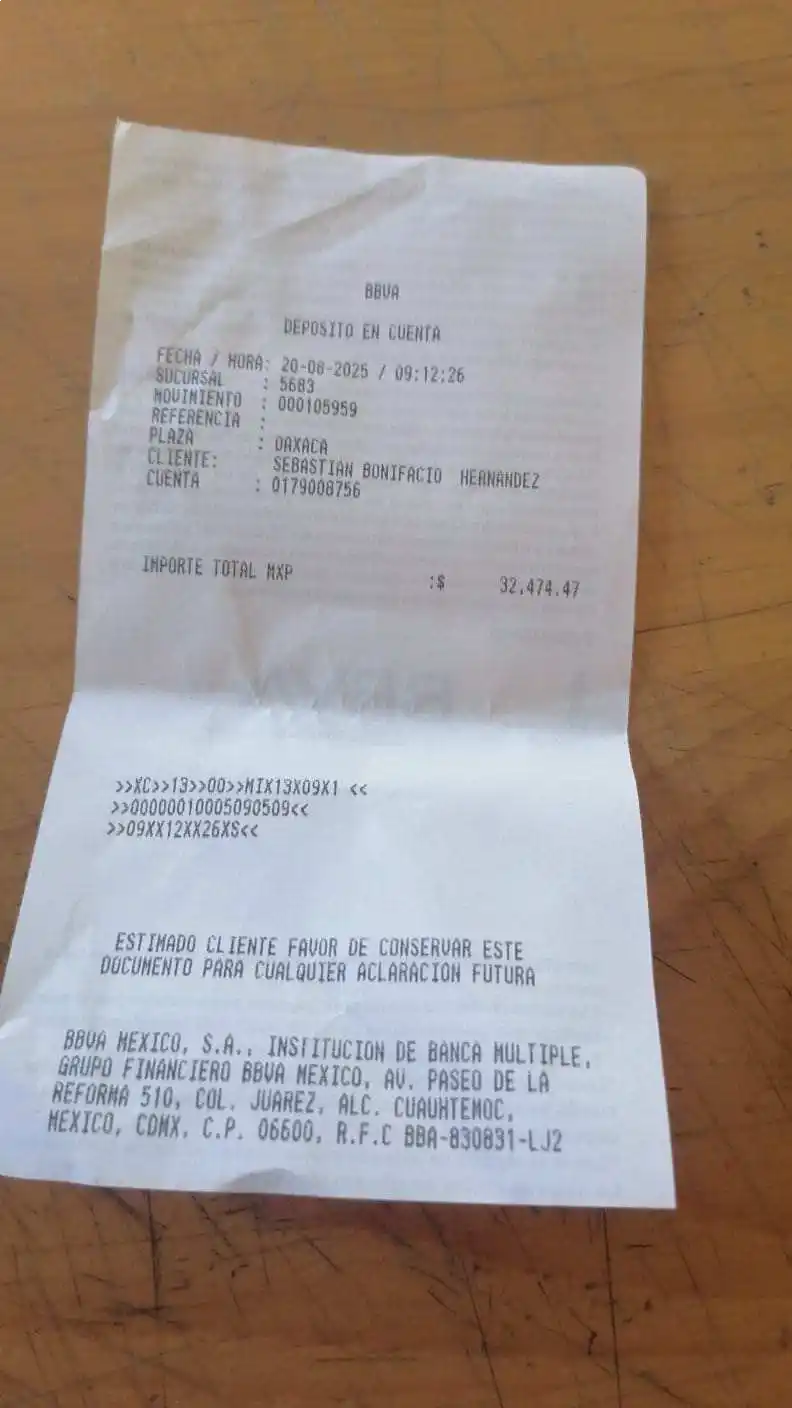 BBVA
DEPOSITO EN CUENTA
FECHA / HORA: 20-08-2025 / 09:12:26
SUCURSAL : 5683
MOVIMIENTO : 000105959
REFERENCIA :
PLAZA : OAXACA
CLIENTE: SEBASTIAN BONIFACIO HERNANDEZ
CUENTA : 0179008756
IMPORTE TOTAL MXP :$ 32,474.47
>>XC>>13>>00>>MIX13X09X1 <<
>>00000010005090509<<
>>09XX12XX26XS<<
ESTIMADO CLIENTE FAVOR DE CONSERVAR ESTE
DOCUMENTO PARA CUALQUIER ACLARACION FUTURA
BBVA MEXICO, S.A., INSTITUCION DE BANCA MULTIPLE,
GRUPO FINANCIERO BBVA MEXICO, AV. PASEO DE LA
REFORMA 510, COL. JUAREZ, ALC. CUAUHTEMOC,
MEXICO, CDMX, C.P. 06600, R.F.C BBA-830831-LJ2